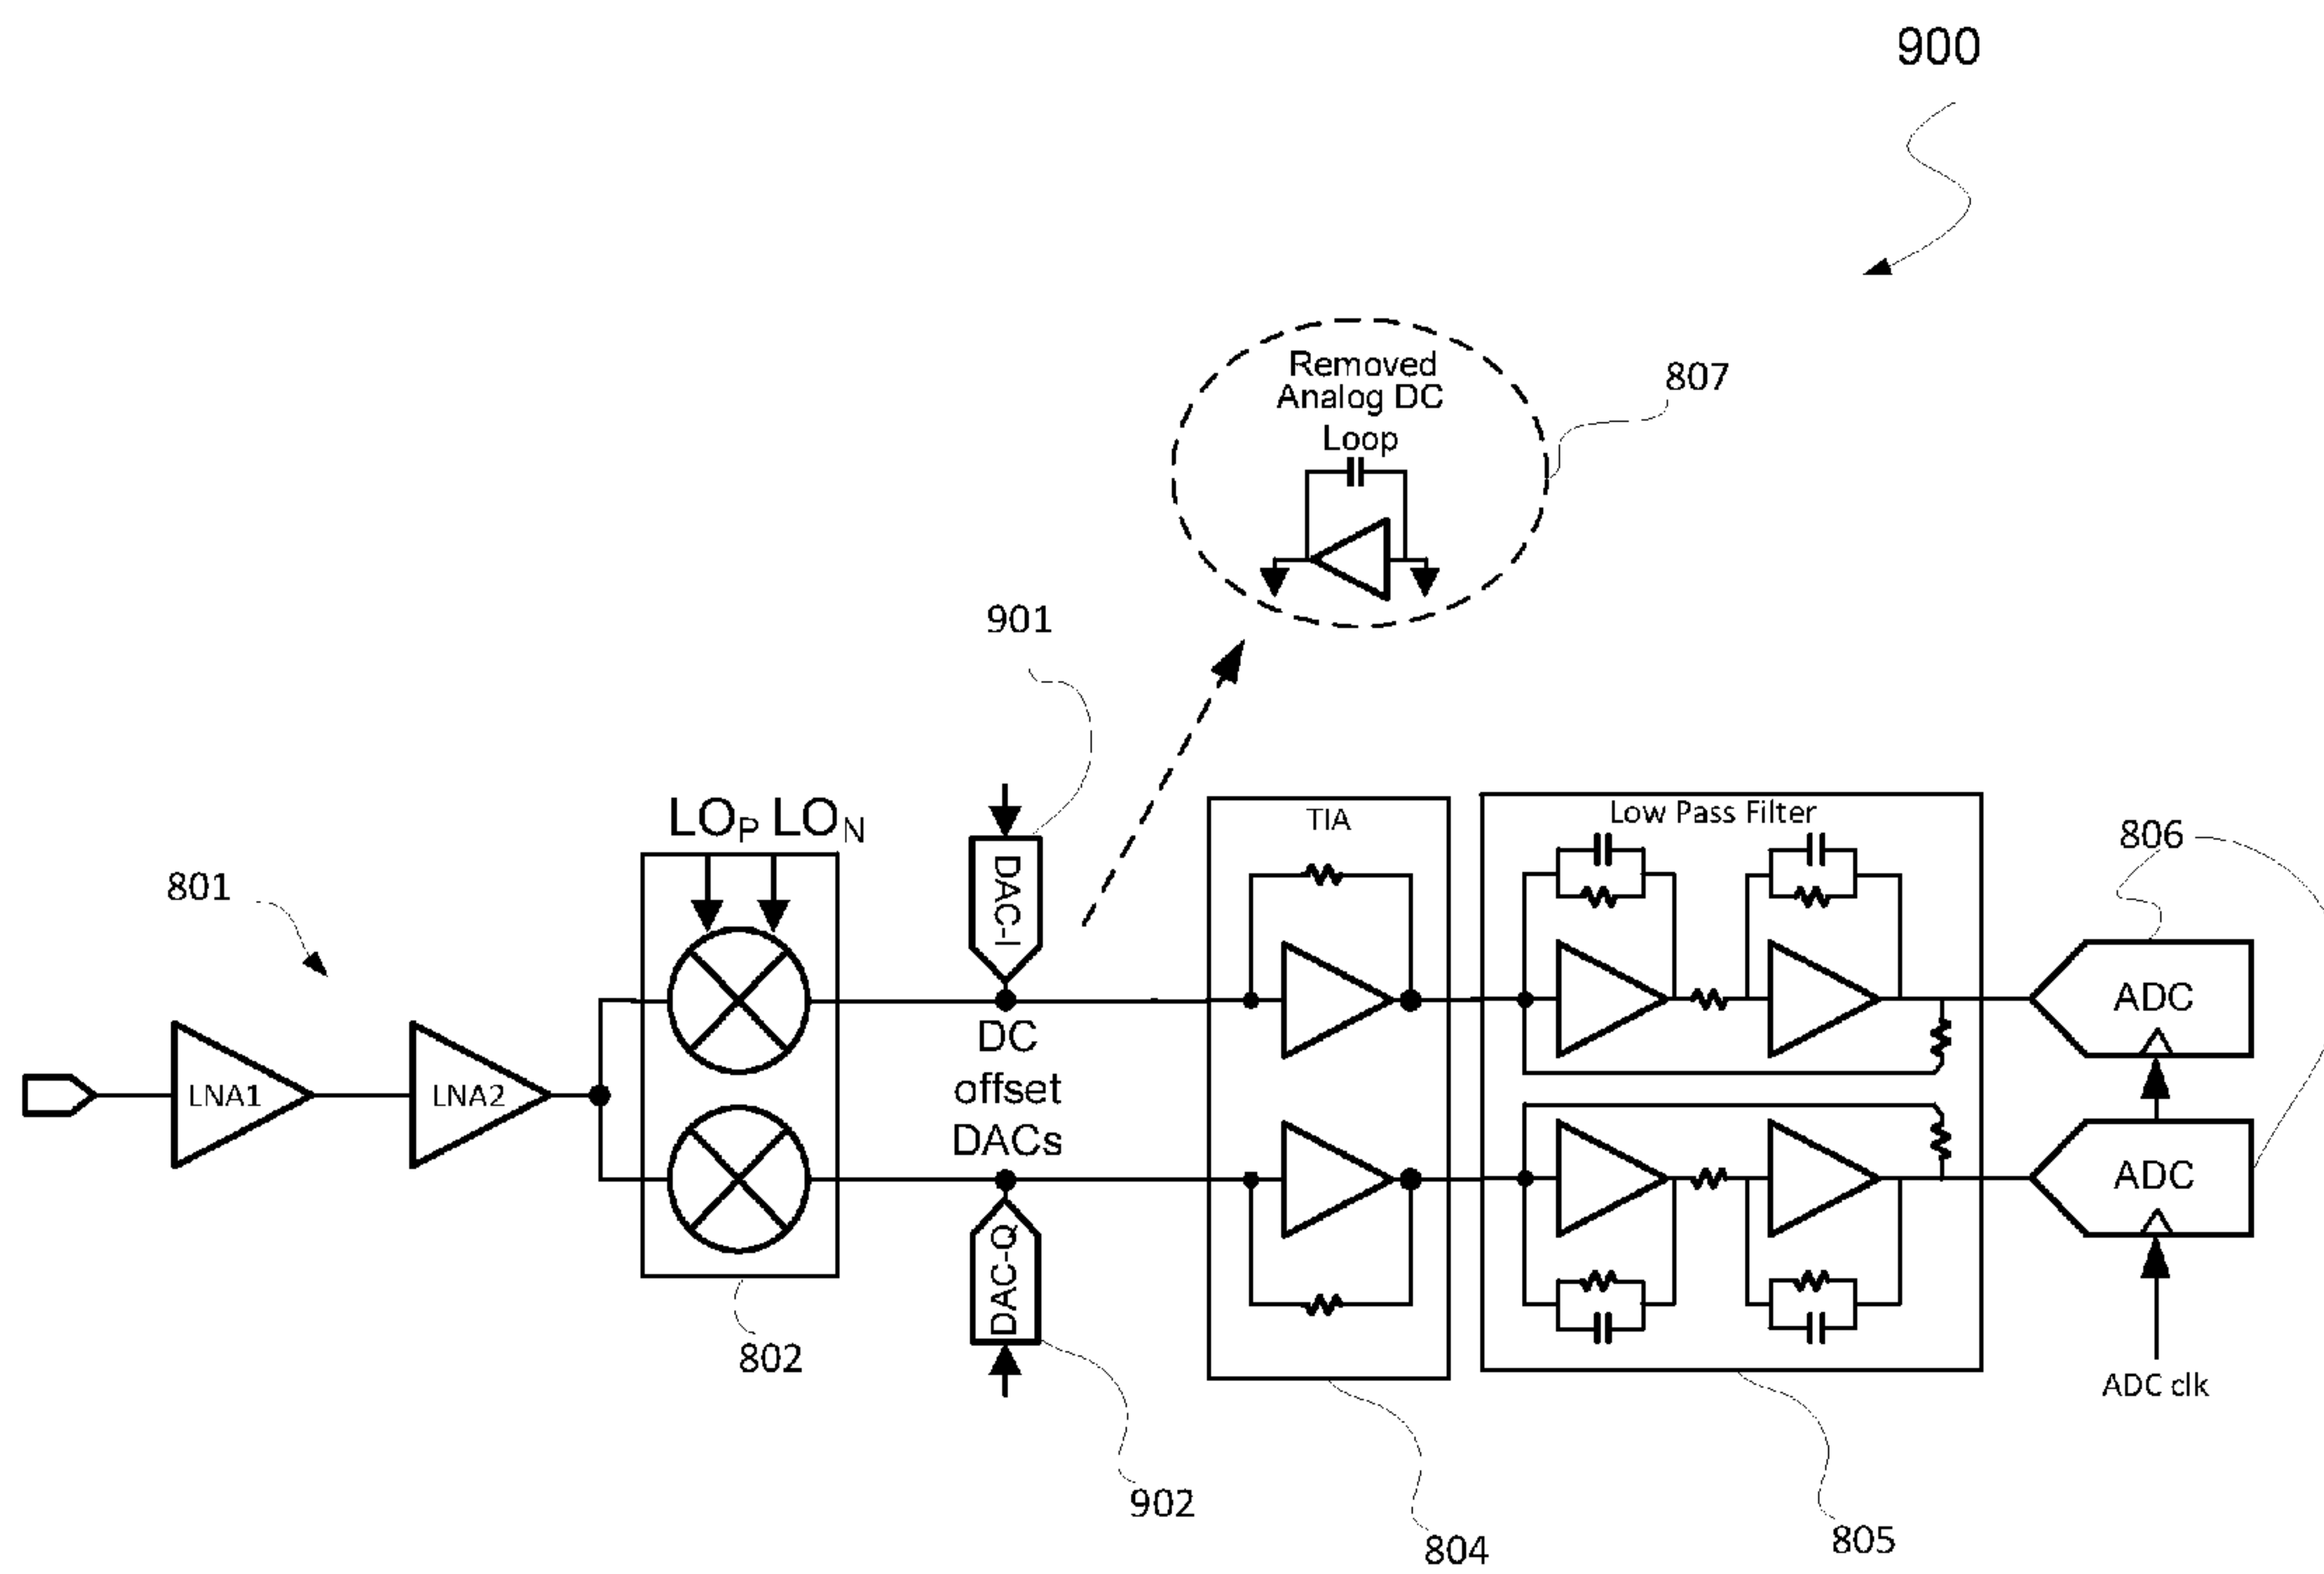 900
Removed
Analog DC
Loop
807
901
LOP LON
DAC-I
TIA
Low Pass Filter
806
801
ADC
LNA1
LNA2
DC
offset
DACs
ADC
DAC-Q
802
ADC clk
902
804
805